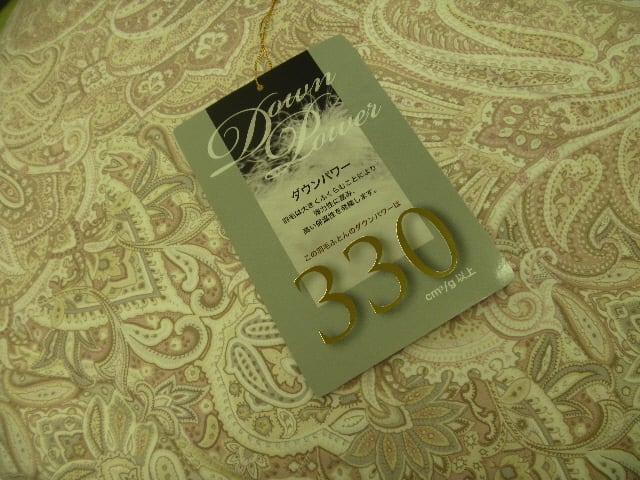 Down
Power
ダウンパワー
羽毛は大きくふくらむことにより
弾力性に富み、
高い保温性を発揮します。
この羽毛ふとんのダウンパワーは
330
cm³/g 以上